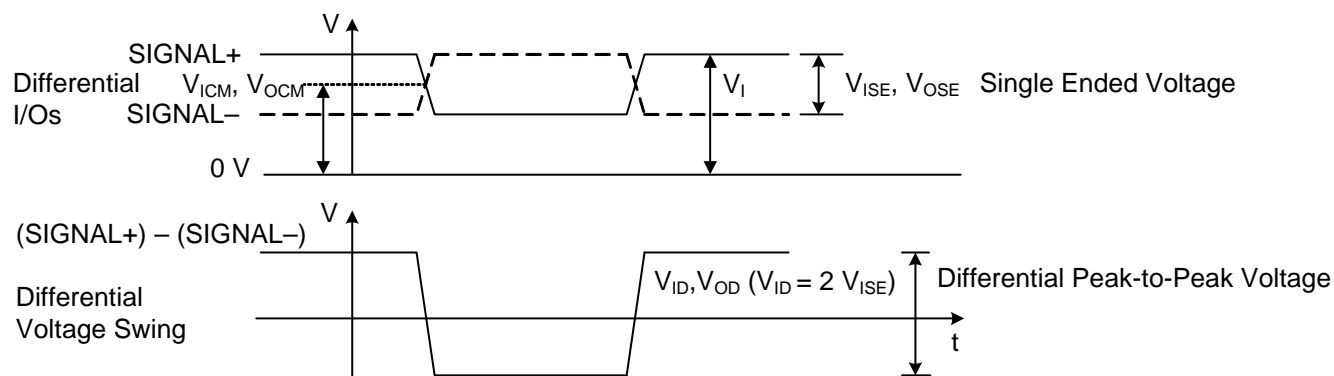 V
SIGNAL+
Differential I/Os
V_ICM, V_OCM
SIGNAL–
0 V
V_I
V_ISE, V_OSE Single Ended Voltage
V
(SIGNAL+) – (SIGNAL–)
Differential
Voltage Swing
V_ID,V_OD (V_ID = 2 V_ISE)
Differential Peak-to-Peak Voltage
t